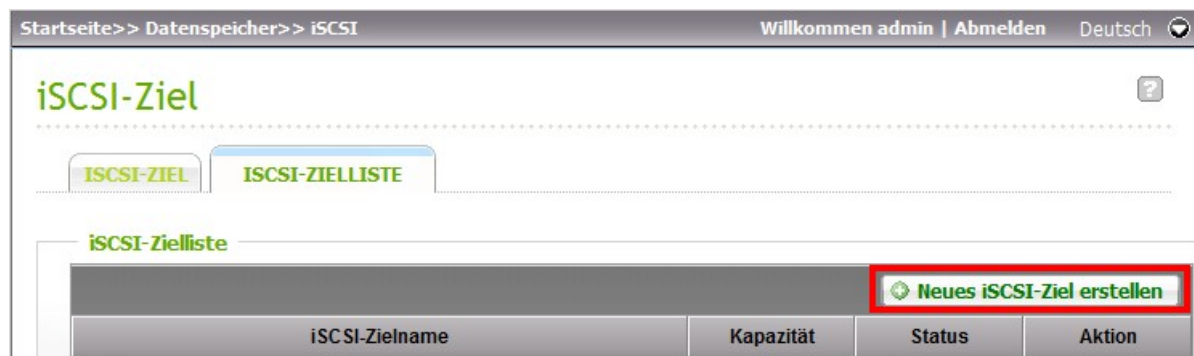 Startseite>> Datenspeicher>> iSCSI Willkommen admin | Abmelden Deutsch
iSCSI-Ziel ?
ISCSI-ZIEL ISCSI-ZIELLISTE
iSCSI-Zielliste
Neues iSCSI-Ziel erstellen
iSCSI-Zielname Kapazität Status Aktion